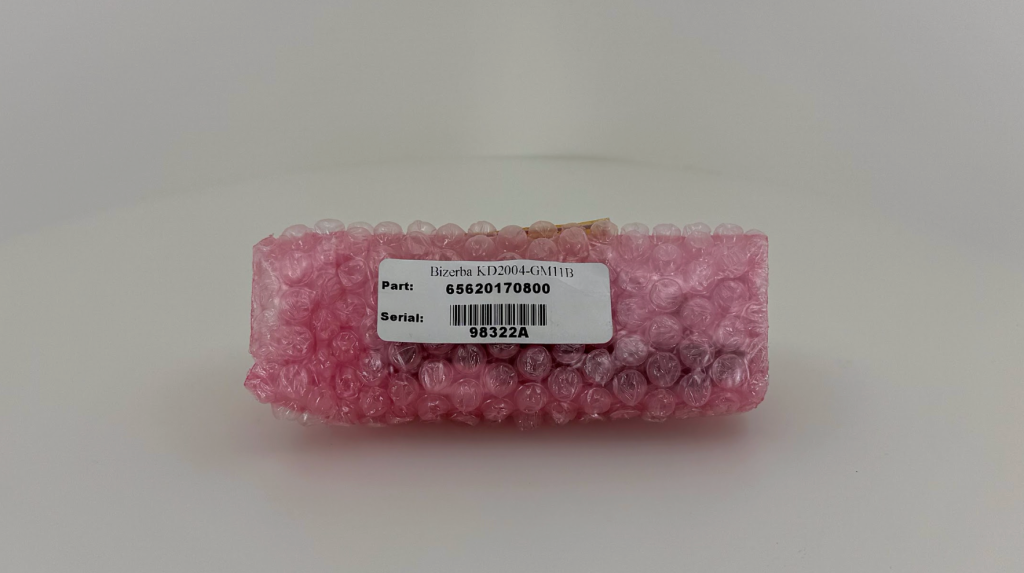 Bizerba KD2004-GM11B
Part: 65620170800
Serial:
98322A